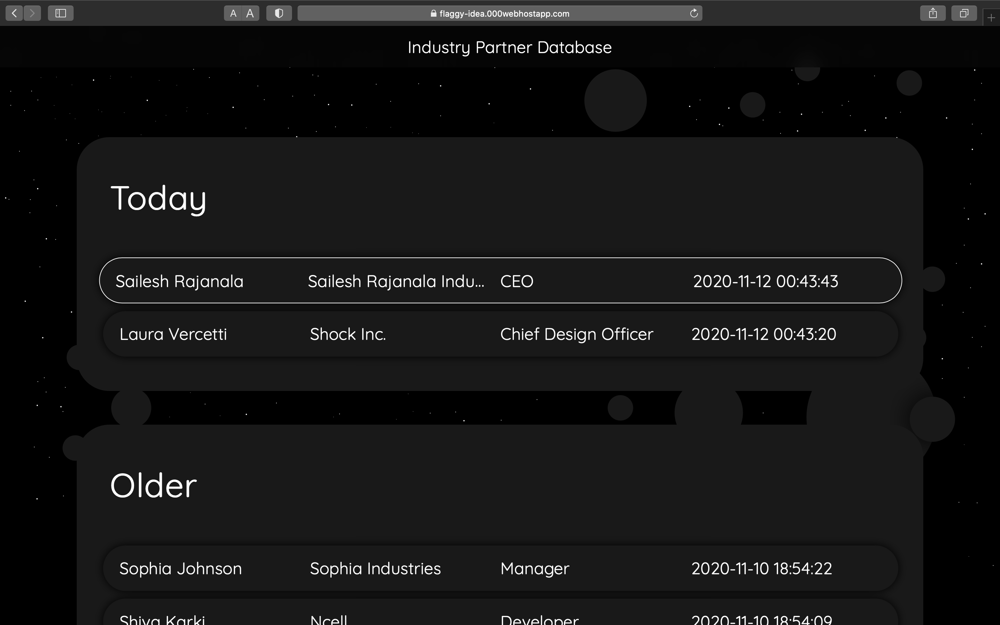 A A flaggy-idea.000webhostapp.com
Industry Partner Database
Today
Sailesh Rajanala Sailesh Rajanala Indu... CEO 2020-11-12 00:43:43
Laura Vercetti Shock Inc. Chief Design Officer 2020-11-12 00:43:20
Older
Sophia Johnson Sophia Industries Manager 2020-11-10 18:54:22
Shiva Karki Ncell Developer 2020-11-10 18:54:09